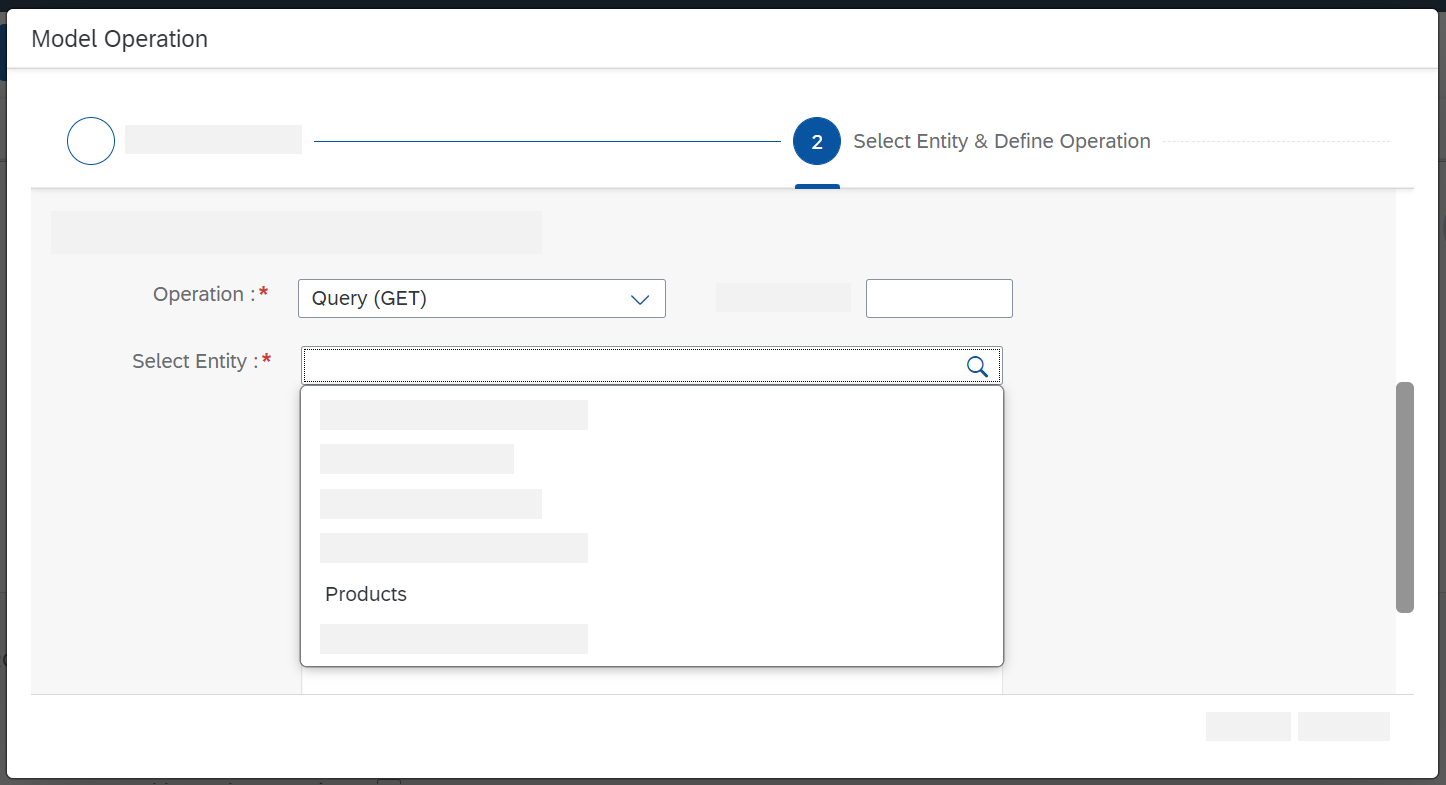 Model Operation
2 Select Entity & Define Operation
Operation :* Query (GET)
Select Entity :*
Products